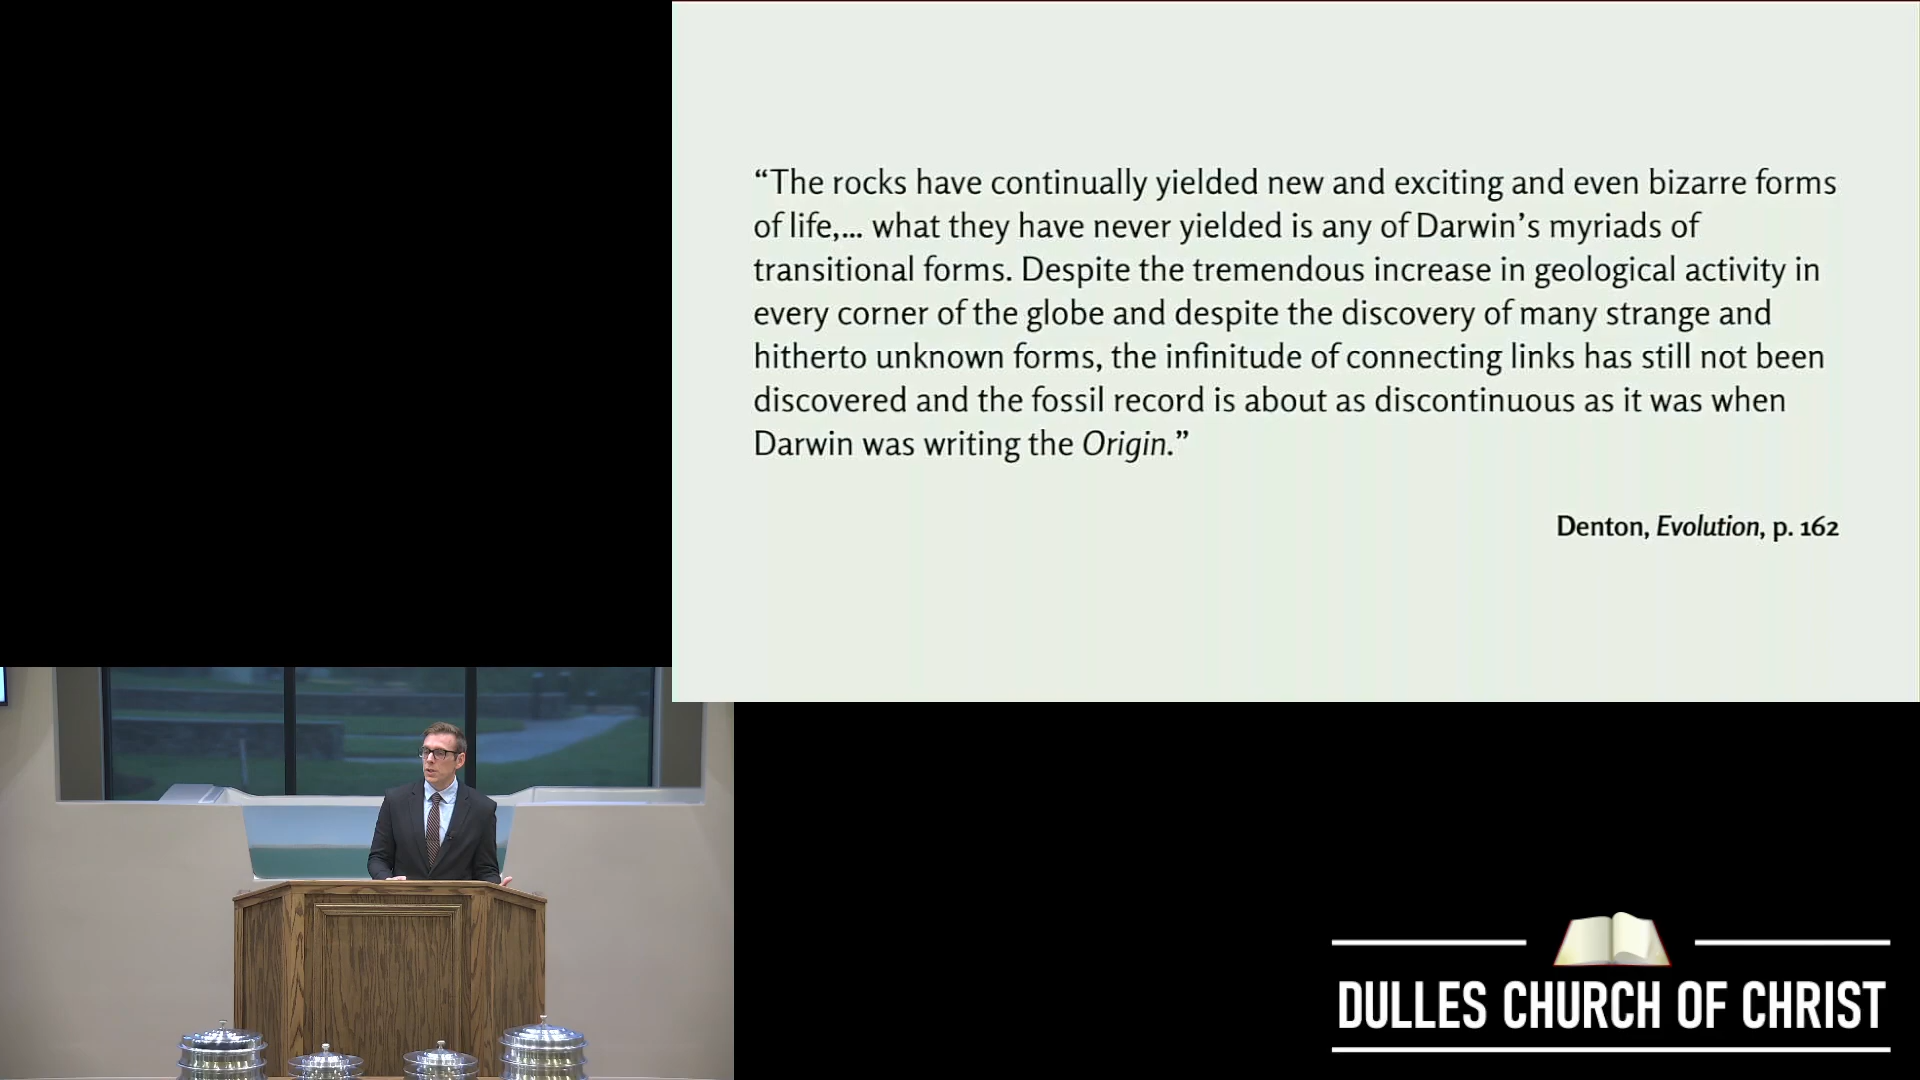 “The rocks have continually yielded new and exciting and even bizarre forms
of life,... what they have never yielded is any of Darwin’s myriads of
transitional forms. Despite the tremendous increase in geological activity in
every corner of the globe and despite the discovery of many strange and
hitherto unknown forms, the infinitude of connecting links has still not been
discovered and the fossil record is about as discontinuous as it was when
Darwin was writing the Origin.”
Denton, Evolution, p. 162
DULLES CHURCH OF CHRIST